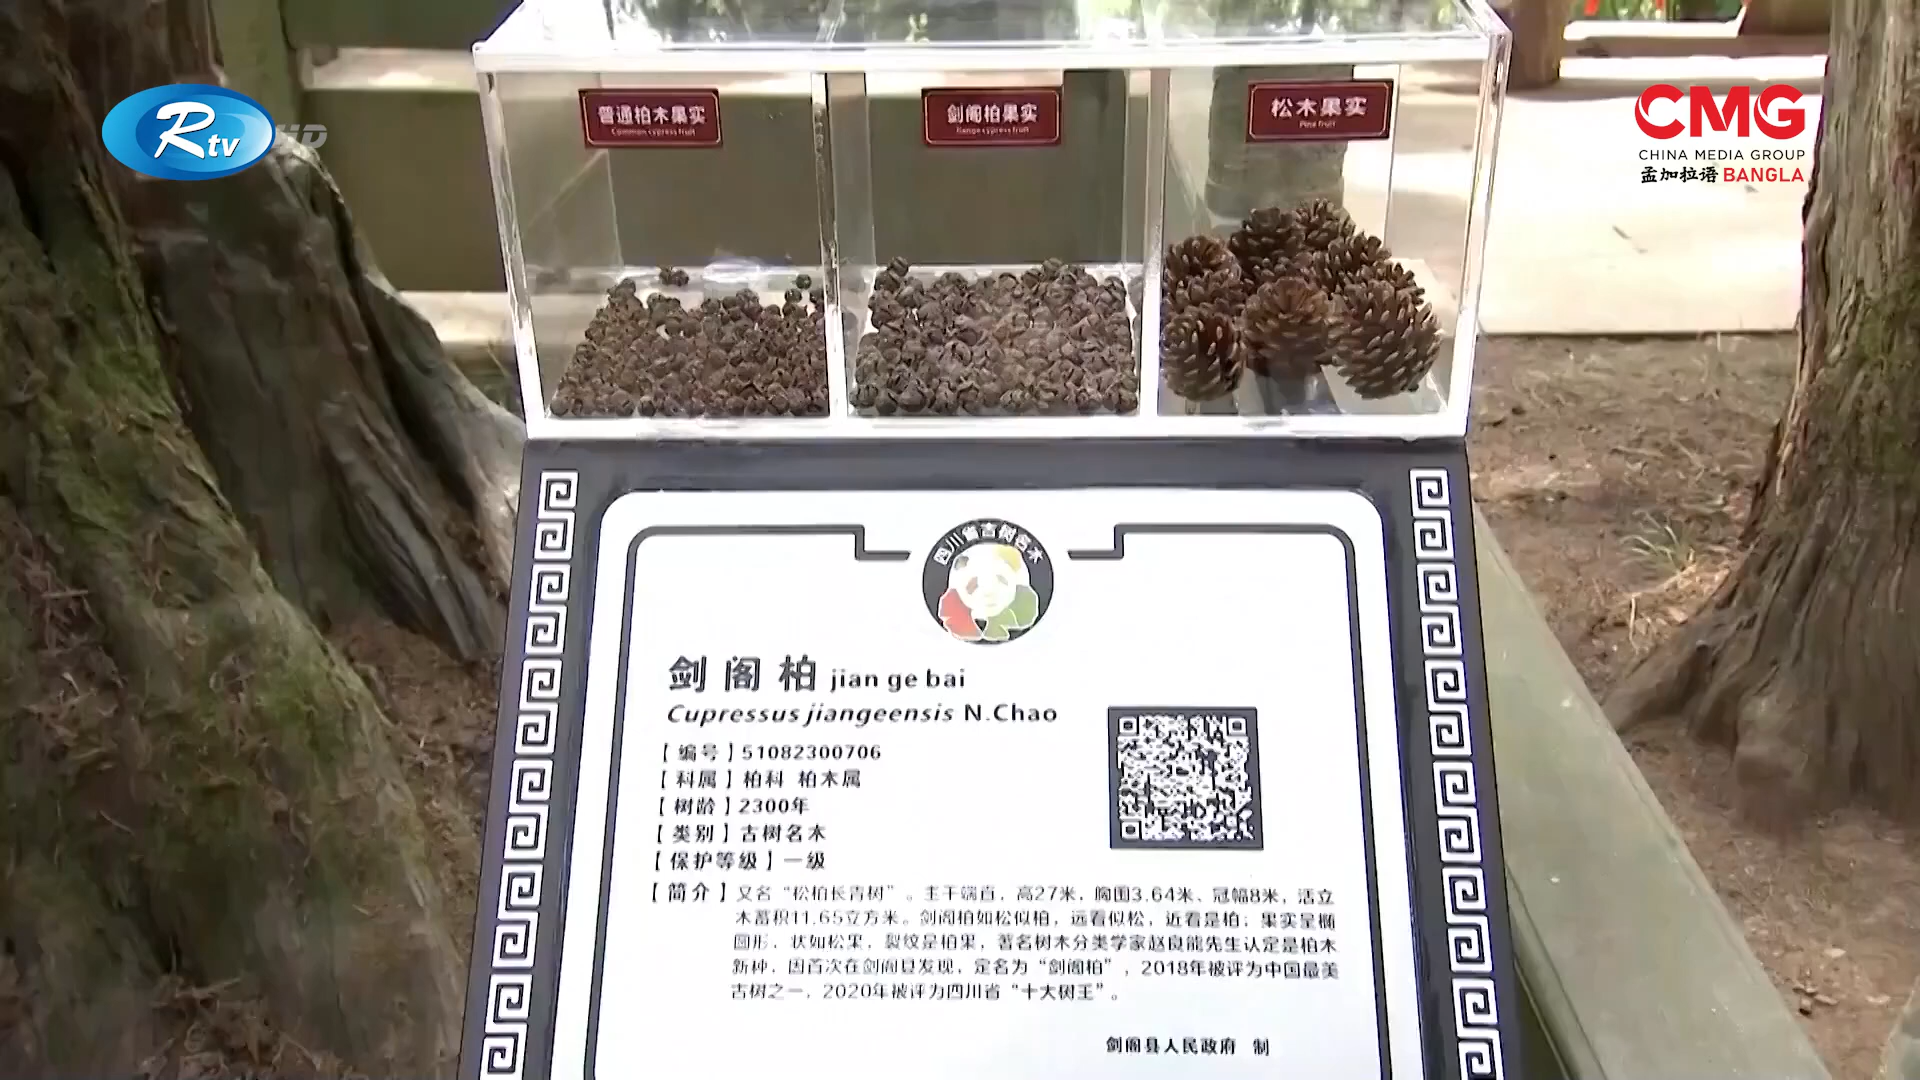 Rtv HD
CMG
CHINA MEDIA GROUP
孟加拉语 BANGLA
普通柏木果实
Common cypress fruit
剑阁柏果实
Jiange cypress fruit
松木果实
Pine fruit
四川省古树名木
剑阁柏 jian ge bai
Cupressus jiangeensis N.Chao
【编号】51082300706
【科属】柏科 柏木属
【树龄】2300年
【类别】古树名木
【保护等级】一级
【简介】又名“松柏长青树”。主干端直，高27米，胸围3.64米、冠幅8米，活立
木蓄积11.65立方米。剑阁柏如松似柏，远看似松，近看是柏；果实呈椭
圆形，状如松果，裂纹是柏果，著名树木分类学家赵良能先生认定是柏木
新种，因首次在剑阁县发现，定名为“剑阁柏”，2018年被评为中国最美
古树之一，2020年被评为四川省“十大树王”。
剑阁县人民政府 制